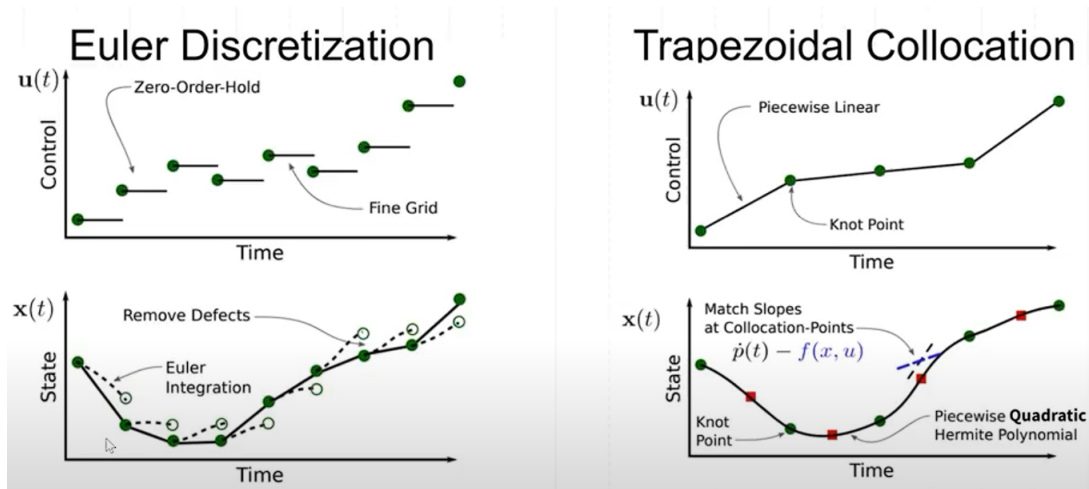 Euler Discretization
u(t)
Zero-Order-Hold
Control
Fine Grid
Time
x(t)
Remove Defects
Euler
Integration
State
Time
Trapezoidal Collocation
u(t)
Piecewise Linear
Control
Knot Point
Time
x(t)
Match Slopes
at Collocation-Points
ṗ(t) − f(x, u)
State
Knot
Point
Piecewise Quadratic
Hermite Polynomial
Time